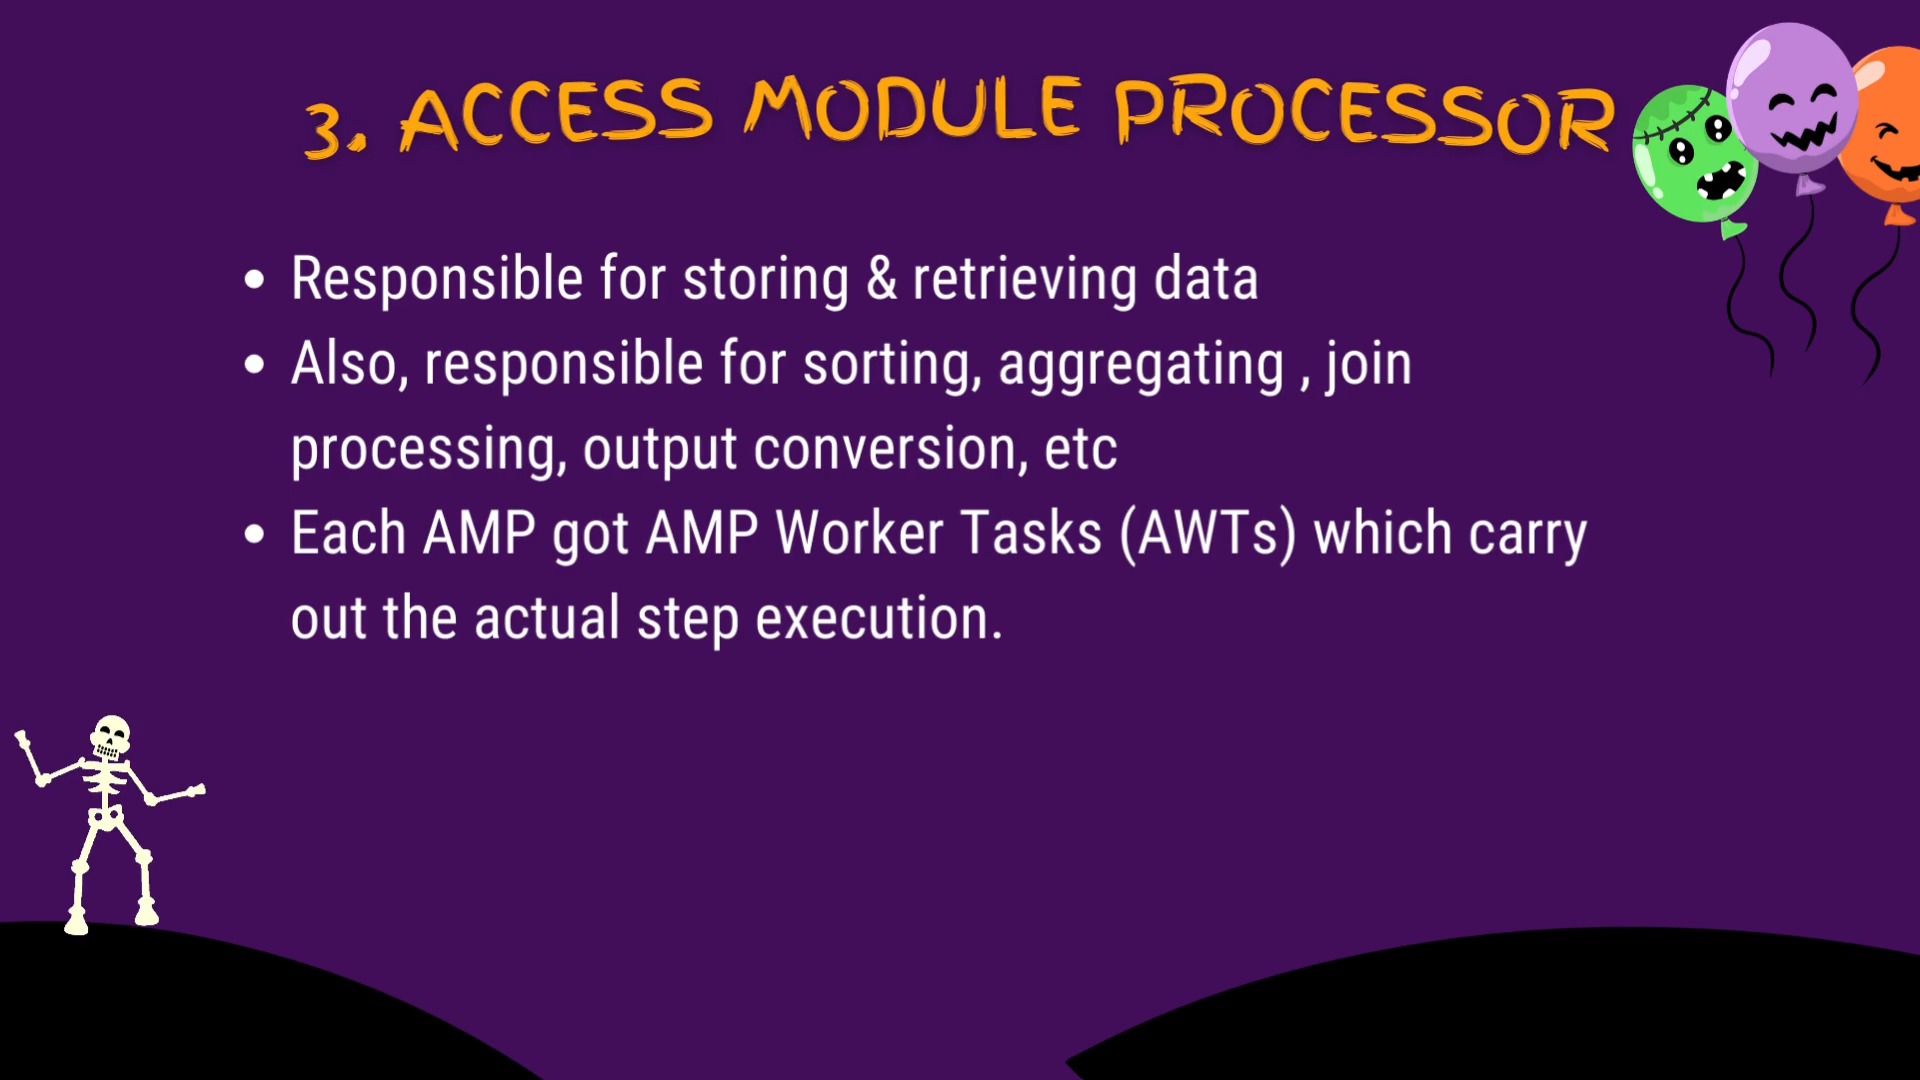 3. ACCESS MODULE PROCESSOR
• Responsible for storing & retrieving data
• Also, responsible for sorting, aggregating , join
processing, output conversion, etc
• Each AMP got AMP Worker Tasks (AWTs) which carry
out the actual step execution.